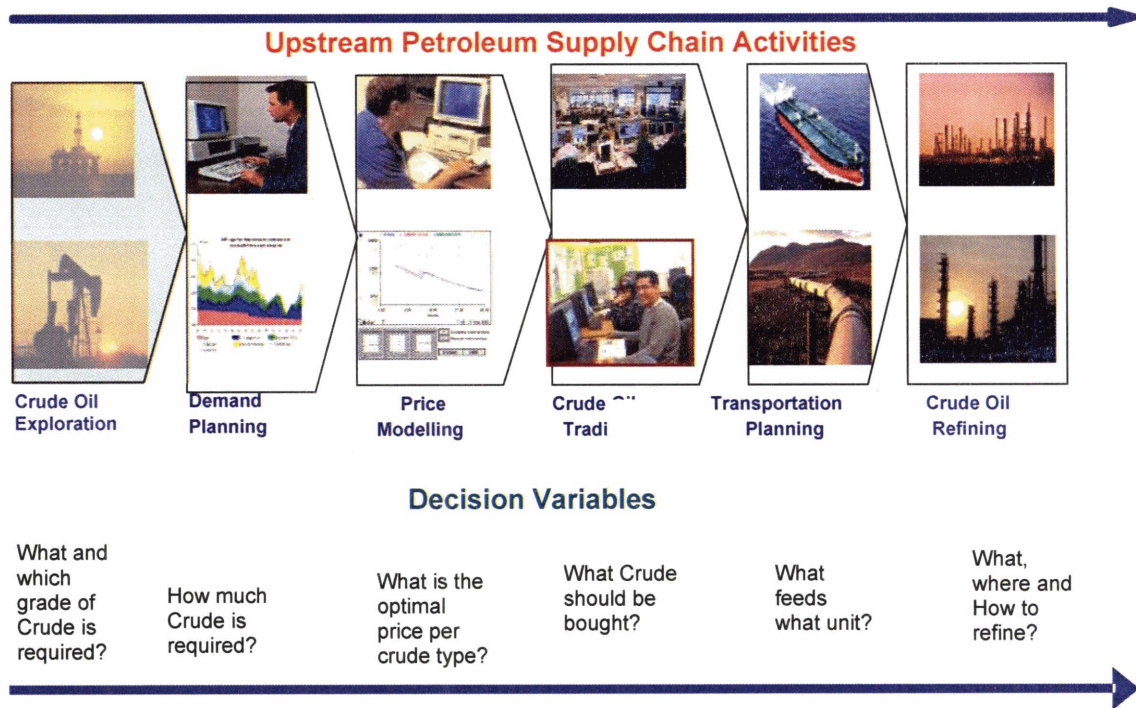 Upstream Petroleum Supply Chain Activities
Crude Oil
Exploration
Demand
Planning
Price
Modelling
Crude
Tradi
Transportation
Planning
Crude Oil
Refining
Decision Variables
What and
which
grade of
Crude is
required?
How much
Crude is
required?
What is the
optimal
price per
crude type?
What Crude
should be
bought?
What
feeds
what unit?
What,
where and
How to
refine?